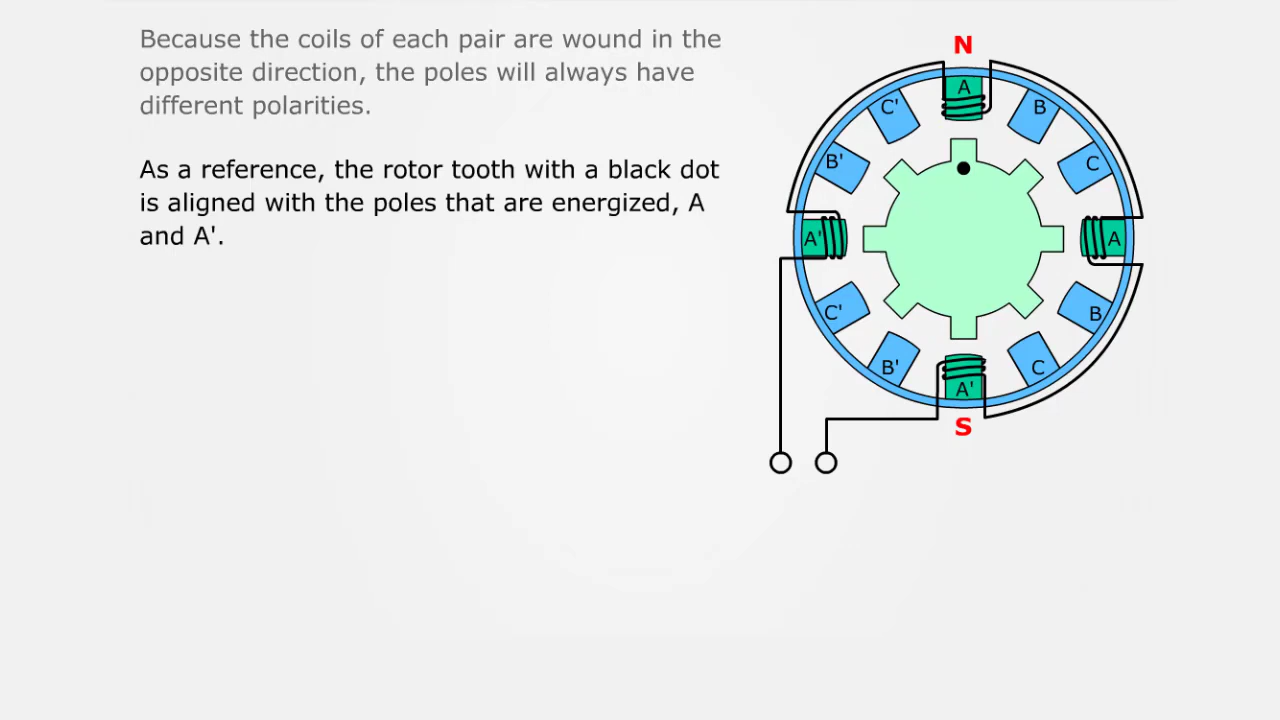 Because the coils of each pair are wound in the
opposite direction, the poles will always have
different polarities.
As a reference, the rotor tooth with a black dot
is aligned with the poles that are energized, A
and A'.
N
A
C'
B
B'
C
A'
A
C'
B
B'
C
A'
S